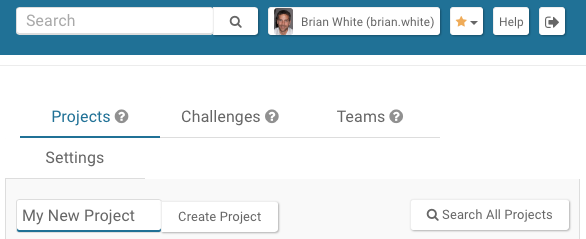 Search Brian White (brian.white) Help
Projects ? Challenges ? Teams ?
Settings
My New Project Create Project Search All Projects